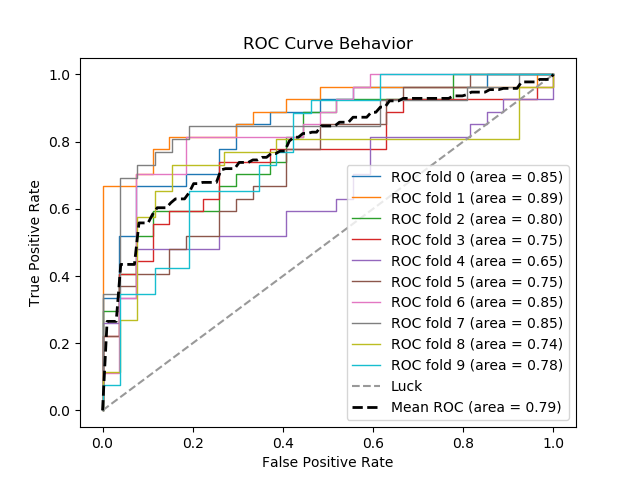 ROC Curve Behavior
1.0
0.8
0.6
0.4
0.2
0.0
True Positive Rate
ROC fold 0 (area = 0.85)
ROC fold 1 (area = 0.89)
ROC fold 2 (area = 0.80)
ROC fold 3 (area = 0.75)
ROC fold 4 (area = 0.65)
ROC fold 5 (area = 0.75)
ROC fold 6 (area = 0.85)
ROC fold 7 (area = 0.85)
ROC fold 8 (area = 0.74)
ROC fold 9 (area = 0.78)
Luck
Mean ROC (area = 0.79)
0.0 0.2 0.4 0.6 0.8 1.0
False Positive Rate